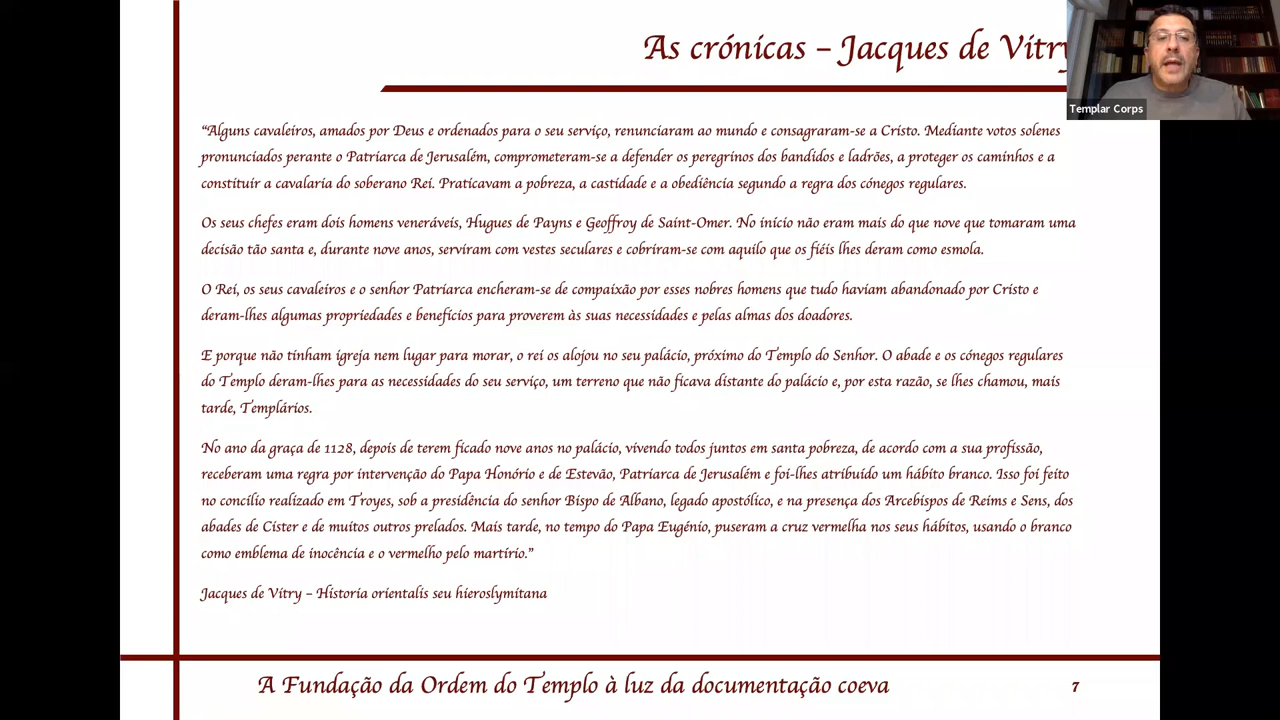 As crónicas – Jacques de Vitry
Templar Corps
“Alguns cavaleiros, amados por Deus e ordenados para o seu serviço, renunciaram ao mundo e consagraram-se a Cristo. Mediante votos solenes
pronunciados perante o Patriarca de Jerusalém, comprometeram-se a defender os peregrinos dos bandidos e ladrões, a proteger os caminhos e a
constituir a cavalaria do soberano Rei. Praticavam a pobreza, a castidade e a obediência segundo a regra dos cónegos regulares.
Os seus chefes eram dois homens veneráveis, Hugues de Payns e Geoffroy de Saint-Omer. No início não eram mais do que nove que tomaram uma
decisão tão santa e, durante nove anos, serviram com vestes seculares e cobriram-se com aquilo que os fiéis lhes deram como esmola.
O Rei, os seus cavaleiros e o senhor Patriarca encheram-se de compaixão por esses nobres homens que tudo haviam abandonado por Cristo e
deram-lhes algumas propriedades e benefícios para proverem às suas necessidades e pelas almas dos doadores.
E porque não tinham igreja nem lugar para morar, o rei os alojou no seu palácio, próximo do Templo do Senhor. O abade e os cónegos regulares
do Templo deram-lhes para as necessidades do seu serviço, um terreno que não ficava distante do palácio e, por esta razão, se lhes chamou, mais
tarde, Templários.
No ano da graça de 1128, depois de terem ficado nove anos no palácio, vivendo todos juntos em santa pobreza, de acordo com a sua profissão,
receberam uma regra por intervenção do Papa Honório e de Estevão, Patriarca de Jerusalém e foi-lhes atribuído um hábito branco. Isso foi feito
no concílio realizado em Troyes, sob a presidência do senhor Bispo de Albano, legado apostólico, e na presença dos Arcebispos de Reims e Sens, dos
abades de Cister e de muitos outros prelados. Mais tarde, no tempo do Papa Eugénio, puseram a cruz vermelha nos seus hábitos, usando o branco
como emblema de inocência e o vermelho pelo martírio.”
Jacques de Vitry – Historia orientalis seu hieroslymitana
A Fundação da Ordem do Templo à luz da documentação coeva
7